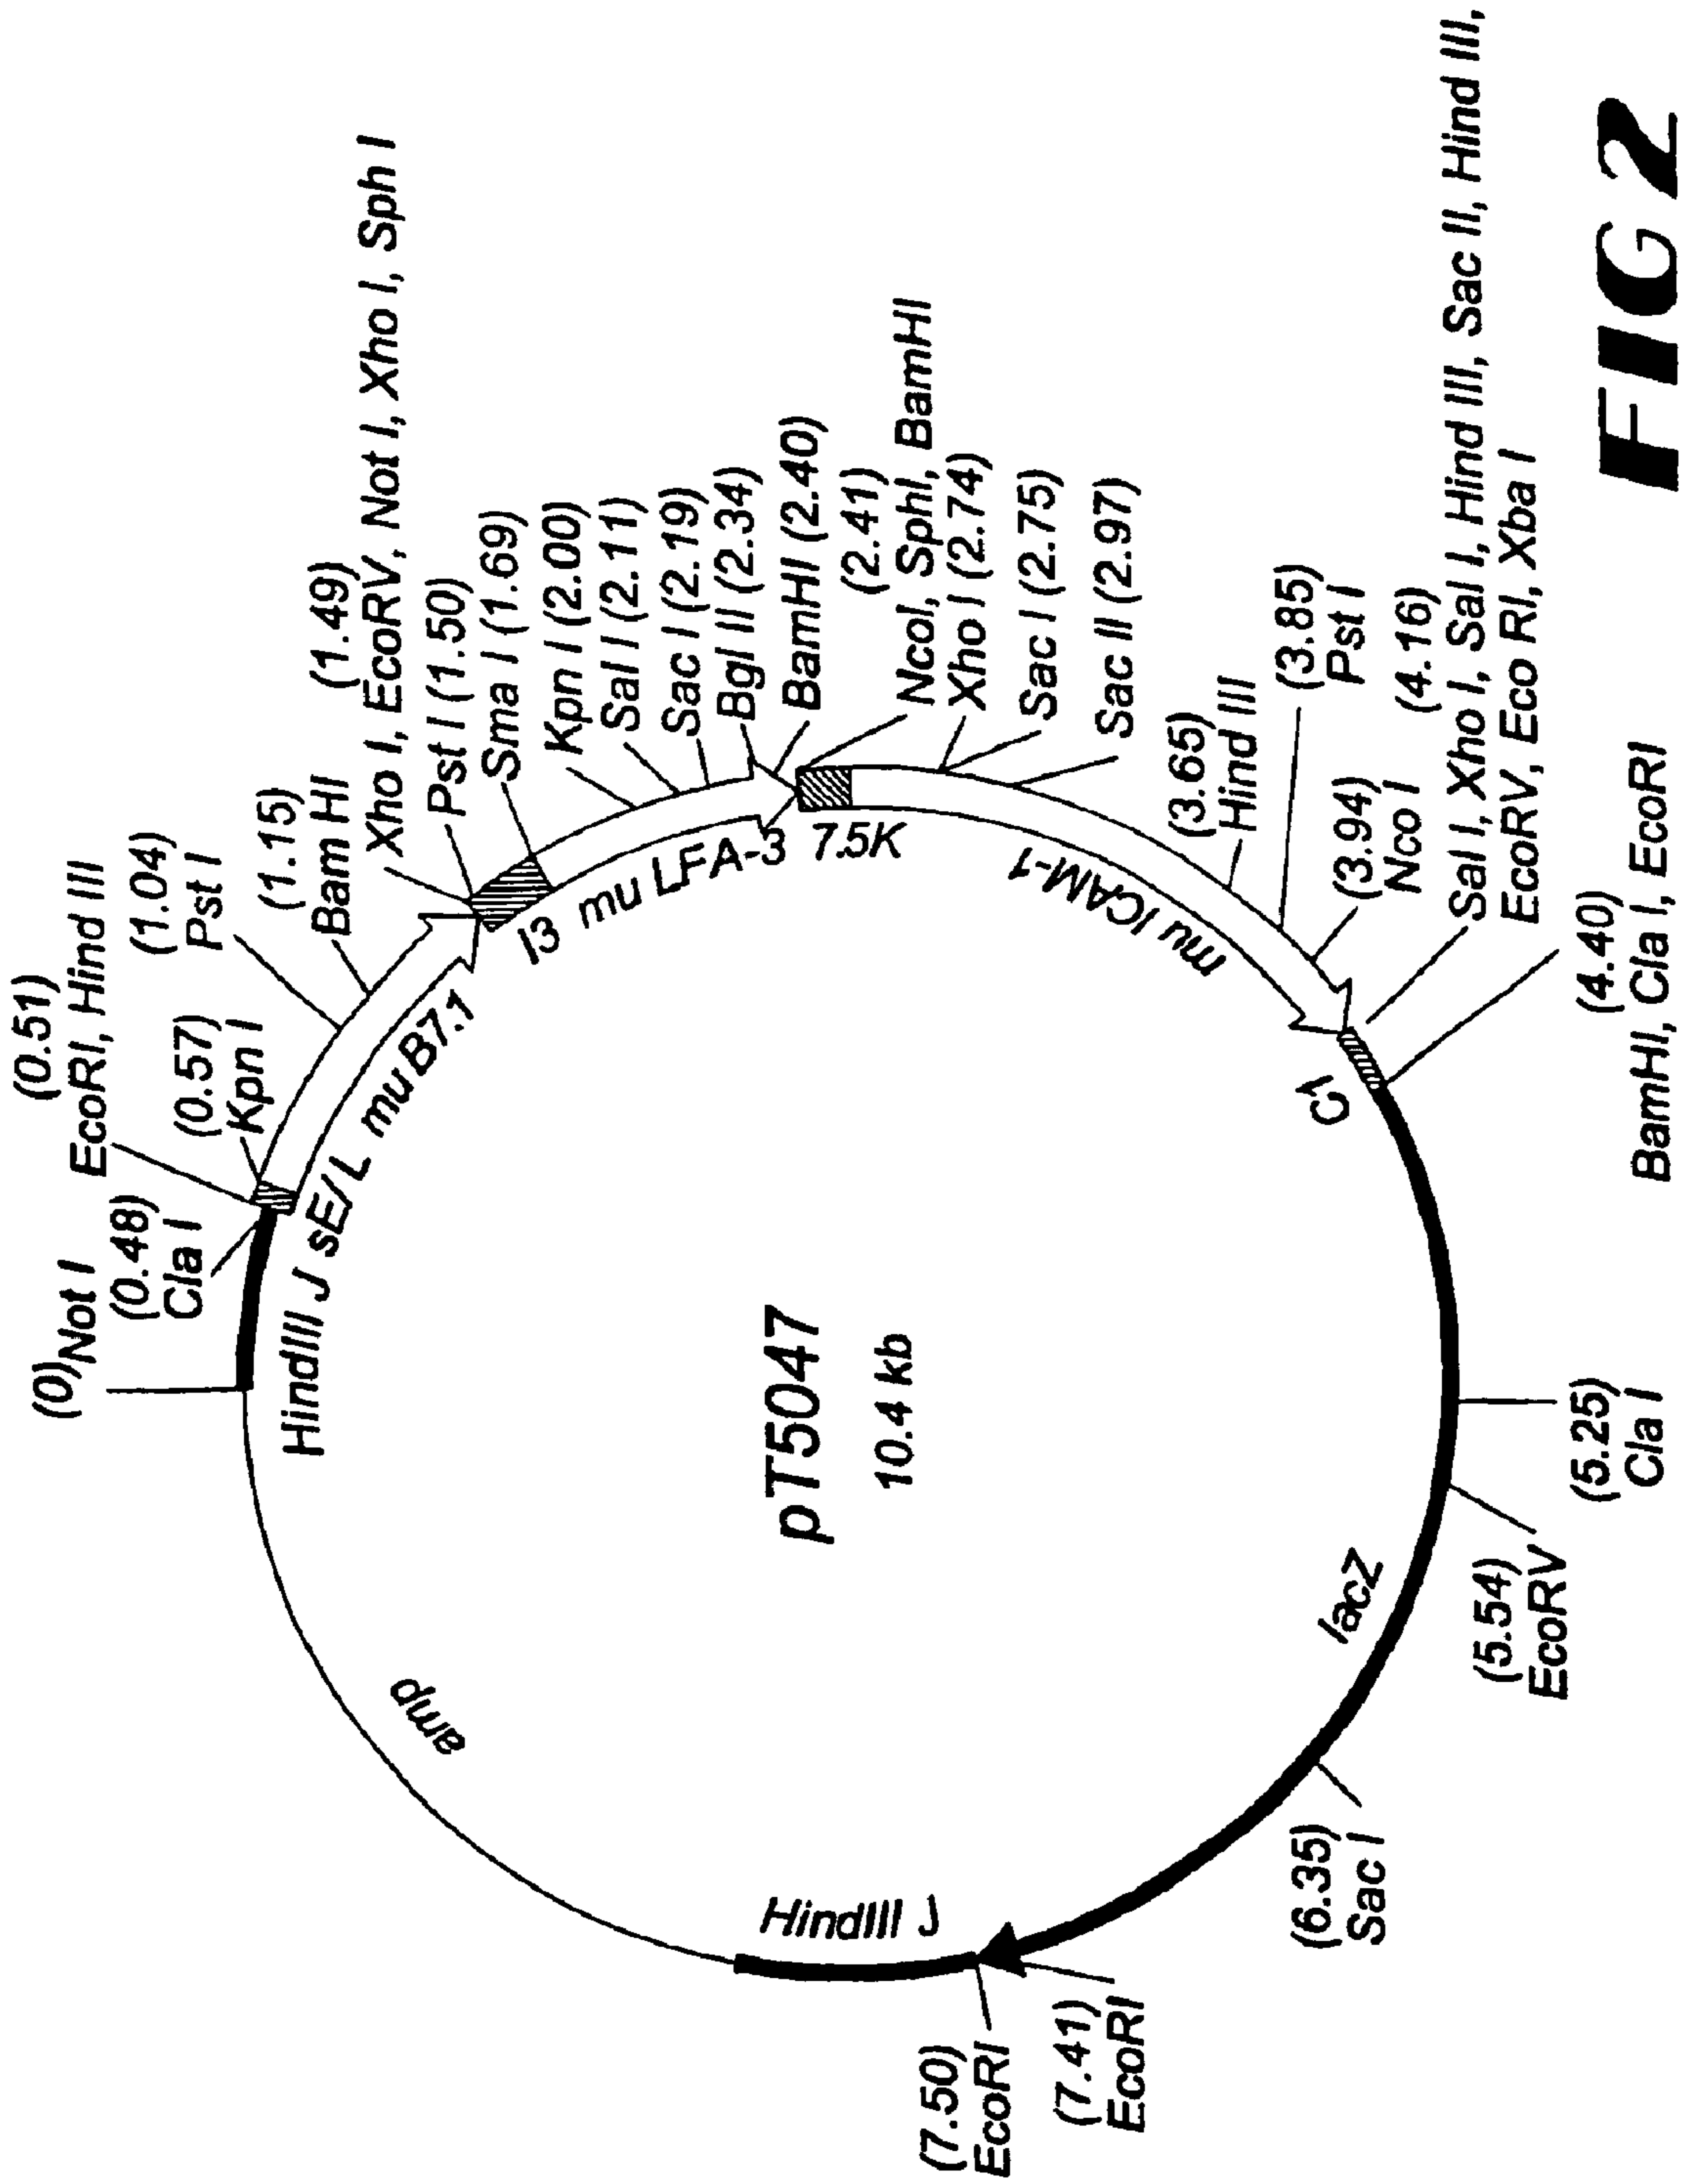 (0)
Not I
(0.48)
Cla I
(0.51)
EcoRI, Hind III
(0.57)
Kpn I
(1.04)
Pst I
(1.15)
Bam HI
(1.49)
Xho I, EcoRV, Not I, Xho I, Sph I
Pst I (1.50)
Sma I (1.69)
Kpn I (2.00)
Sal I (2.11)
Sac I (2.19)
Bgl II (2.34)
BamHI (2.40)
(2.41)
NcoI, SphI, BamHI
Xho I (2.74)
Sac I (2.75)
Sac II (2.97)
(3.65)
Hind III
(3.85)
Pst I
(3.94)
Nco I
(4.16)
Sal I, Xho I, Sal I, Hind III, Sac II, Hind III,
EcoRV, Eco RI, Xba I
(4.40)
BamHI, Cla I, EcoRI
(5.25)
Cla I
(5.54)
EcoRV
(6.35)
Sac I
(7.41)
EcoRI
(7.50)
EcoRI
HindIII J
sE/L
mu B7.1
I3
mu LFA-3
7.5K
mu ICAM-1
C1
lacZ
HindIII J
amp
pT5047
10.4 kb
FIG 2